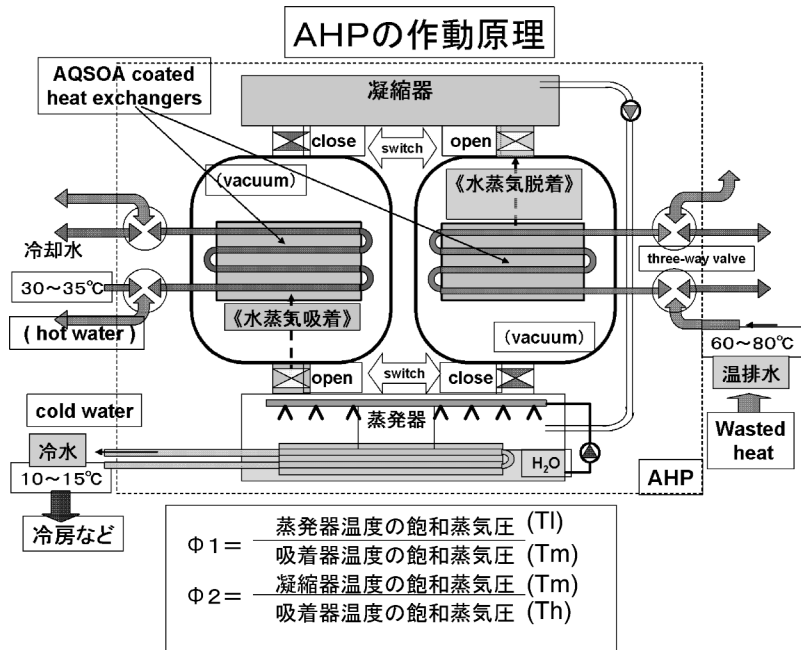 AHPの作動原理
AQSOA coated
heat exchangers
凝縮器
close
switch
open
（vacuum）
《水蒸気脱着》
冷却水
30～35℃
( hot water )
《水蒸気吸着》
three-way valve
（vacuum）
60～80℃
温排水
Wasted
heat
open
switch
close
cold water
蒸発器
冷水
10～15℃
H₂O
AHP
冷房など
Φ1＝ 蒸発器温度の飽和蒸気圧 (Tl)
吸着器温度の飽和蒸気圧 (Tm)
Φ2＝ 凝縮器温度の飽和蒸気圧 (Tm)
吸着器温度の飽和蒸気圧 (Th)